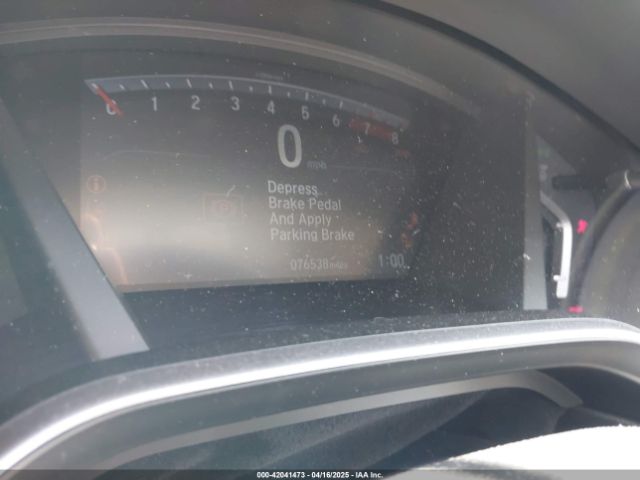 0 1 2 3 4 5 6 7 8
0 mph
Depress
Brake Pedal
And Apply
Parking Brake
076538 miles 1:00
000-42041473 04/16/2025 IAA Inc.